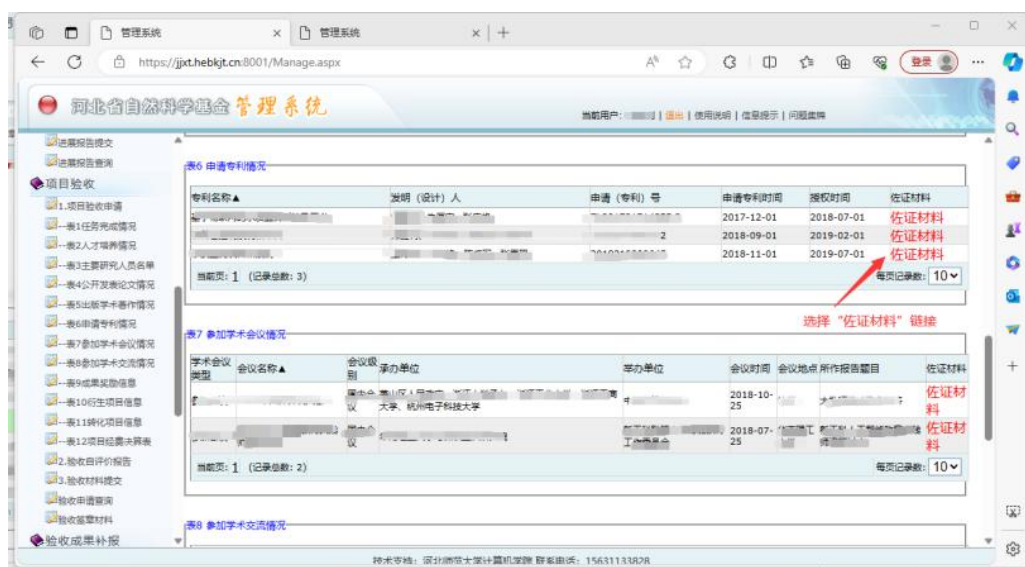 管理系统
管理系统
https://jjxt.hebkjt.cn:8001/Manage.aspx
登录
河北省自然科学基金管理系统
当前用户: | 退出 | 使用说明 | 信息提示 | 问题集锦
进展报告提交
进展报告查询
项目验收
1.项目验收申请
--表1任务完成情况
--表2人才培养情况
--表3主要研究人员名单
--表4公开发表论文情况
--表5出版学术著作情况
--表6申请专利情况
--表7参加学术会议情况
--表8参加学术交流情况
--表9成果奖励信息
--表10衍生项目信息
--表11转化项目信息
--表12项目经费决算表
2.验收自评价报告
3.验收材料提交
验收申请查询
验收签章材料
验收成果补报
表6 申请专利情况
专利名称▲ 发明（设计）人 申请（专利）号 申请专利时间 授权时间 佐证材料
2017-12-01 2018-07-01 佐证材料
2 2018-09-01 2019-02-01 佐证材料
2018-11-01 2019-07-01 佐证材料
当前页: 1 (记录总数: 3) 每页记录数: 10
选择“佐证材料”链接
表7 参加学术会议情况
学术会议类型 会议名称▲ 会议级别 承办单位 举办单位 会议时间 会议地点 所作报告题目 佐证材料
大学、杭州电子科技大学 2018-10-25 佐证材料
2018-07-25 佐证材料
当前页: 1 (记录总数: 2) 每页记录数: 10
表8 参加学术交流情况
技术支持: 河北师范大学计算机学院 联系电话: 15631133828